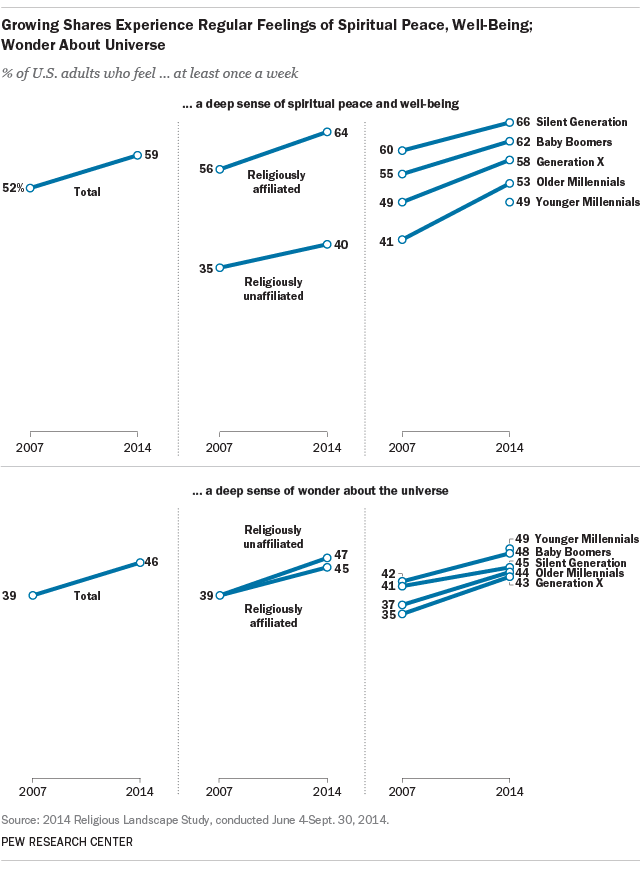 Growing Shares Experience Regular Feelings of Spiritual Peace, Well-Being;
Wonder About Universe
% of U.S. adults who feel ... at least once a week
... a deep sense of spiritual peace and well-being
52%
59
Total
56
64
Religiously
affiliated
35
40
Religiously
unaffiliated
60
55
49
41
66 Silent Generation
62 Baby Boomers
58 Generation X
53 Older Millennials
49 Younger Millennials
2007 2014
2007 2014
2007 2014
... a deep sense of wonder about the universe
39
46
Total
Religiously
unaffiliated
39
47
45
Religiously
affiliated
42
41
37
35
49 Younger Millennials
48 Baby Boomers
45 Silent Generation
44 Older Millennials
43 Generation X
2007 2014
2007 2014
2007 2014
Source: 2014 Religious Landscape Study, conducted June 4-Sept. 30, 2014.
PEW RESEARCH CENTER